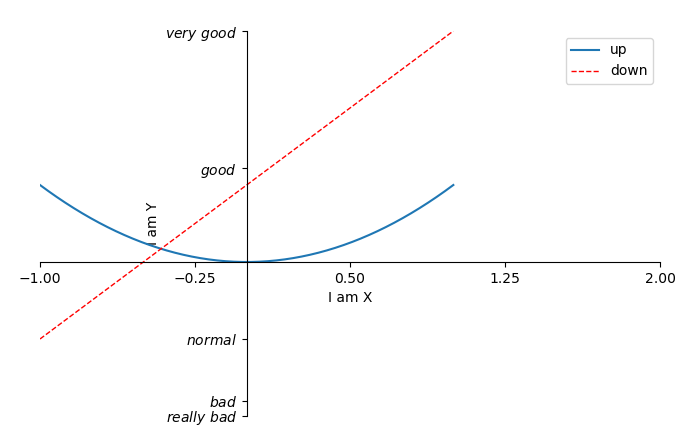 very good
up
down
good
I am Y
−1.00
−0.25
0.50
1.25
2.00
I am X
normal
bad
really bad